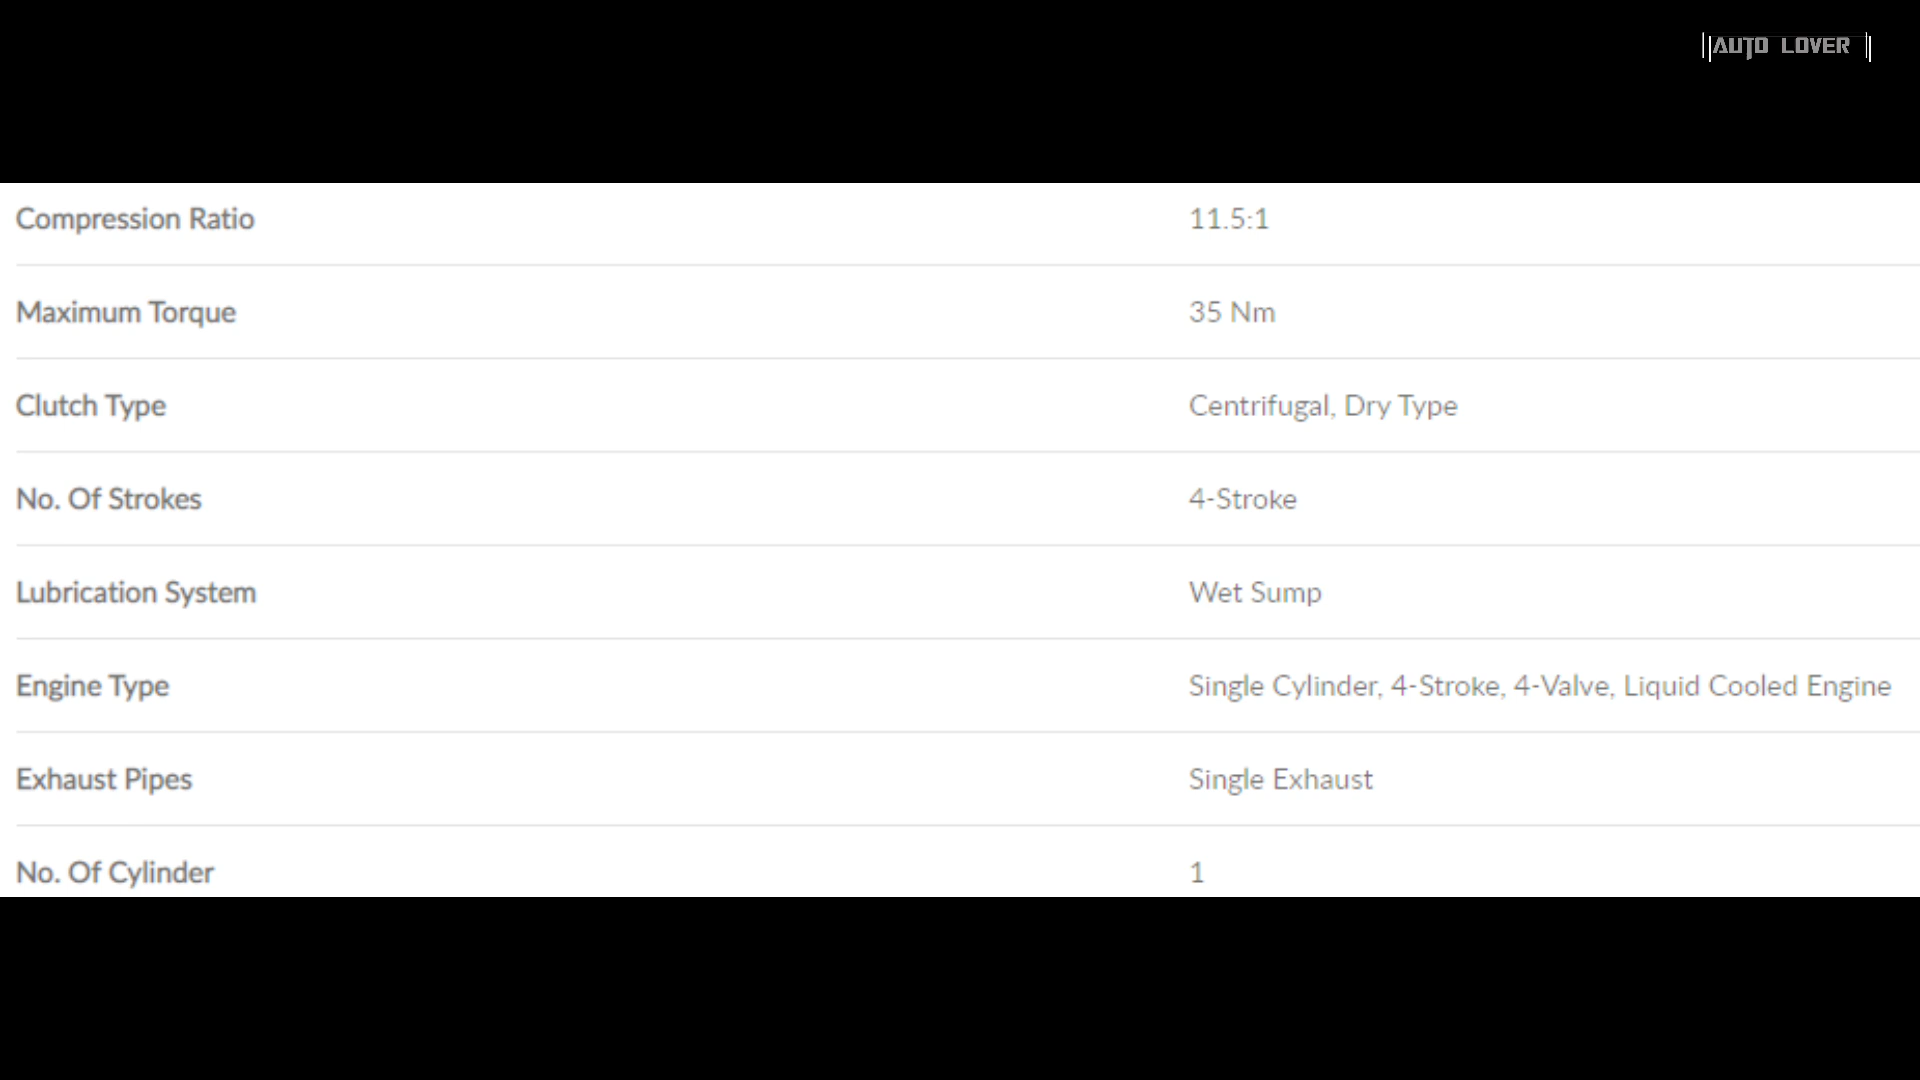 AUTO LOVER
Compression Ratio 11.5:1
Maximum Torque 35 Nm
Clutch Type Centrifugal, Dry Type
No. Of Strokes 4-Stroke
Lubrication System Wet Sump
Engine Type Single Cylinder, 4-Stroke, 4-Valve, Liquid Cooled Engine
Exhaust Pipes Single Exhaust
No. Of Cylinder 1